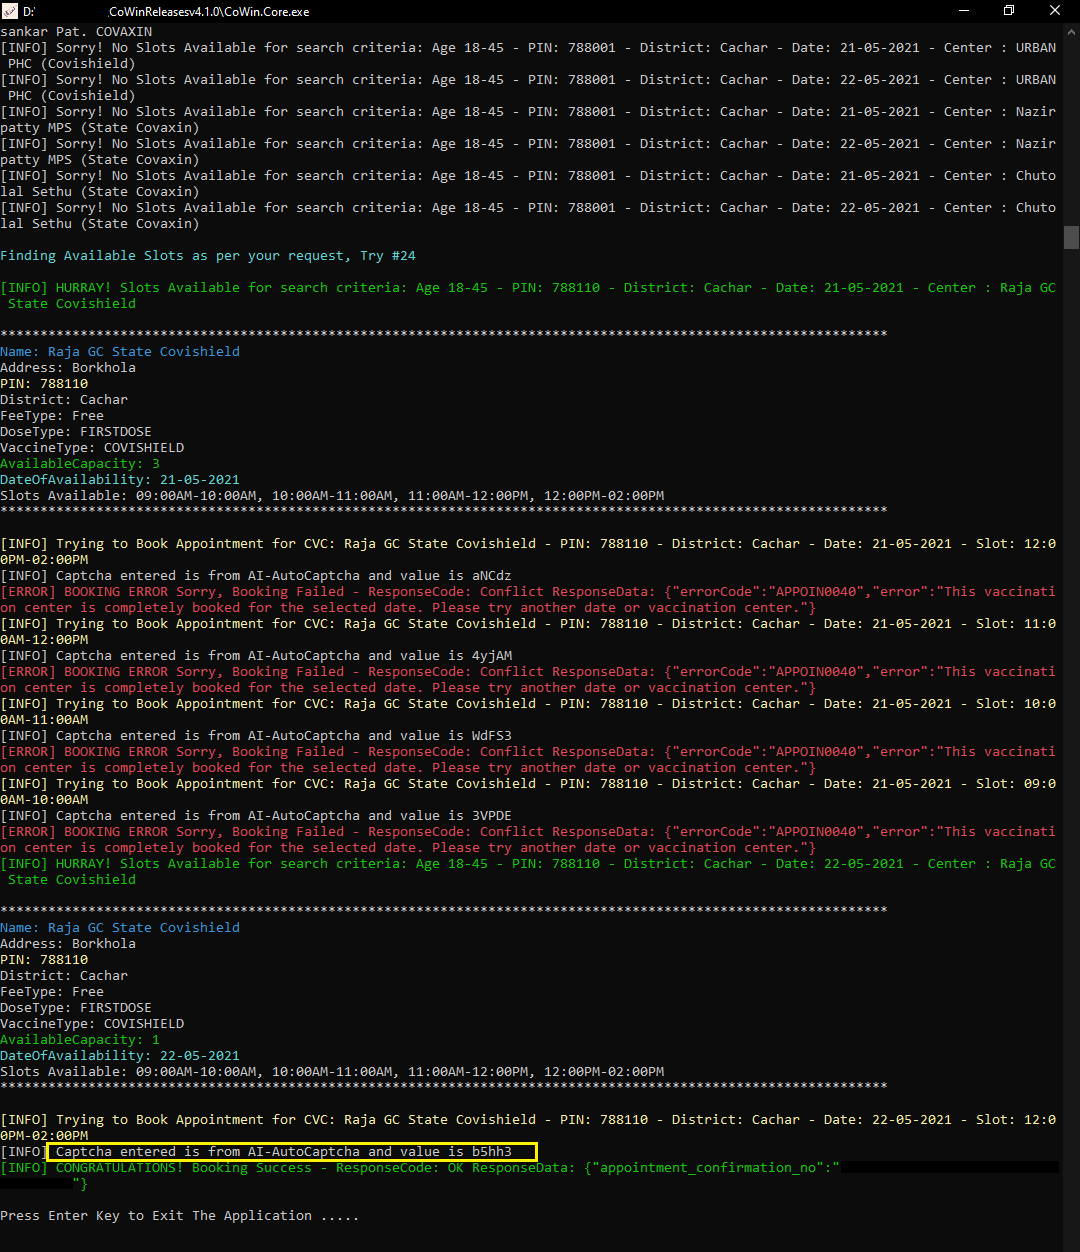 D:\ CoWinReleasesv4.1.0\CoWin.Core.exe
sankar Pat. COVAXIN
[INFO] Sorry! No Slots Available for search criteria: Age 18-45 - PIN: 788001 - District: Cachar - Date: 21-05-2021 - Center : URBAN
 PHC (Covishield)
[INFO] Sorry! No Slots Available for search criteria: Age 18-45 - PIN: 788001 - District: Cachar - Date: 22-05-2021 - Center : URBAN
 PHC (Covishield)
[INFO] Sorry! No Slots Available for search criteria: Age 18-45 - PIN: 788001 - District: Cachar - Date: 21-05-2021 - Center : Nazir
patty MPS (State Covaxin)
[INFO] Sorry! No Slots Available for search criteria: Age 18-45 - PIN: 788001 - District: Cachar - Date: 22-05-2021 - Center : Nazir
patty MPS (State Covaxin)
[INFO] Sorry! No Slots Available for search criteria: Age 18-45 - PIN: 788001 - District: Cachar - Date: 21-05-2021 - Center : Chuto
lal Sethu (State Covaxin)
[INFO] Sorry! No Slots Available for search criteria: Age 18-45 - PIN: 788001 - District: Cachar - Date: 22-05-2021 - Center : Chuto
lal Sethu (State Covaxin)
Finding Available Slots as per your request, Try #24
[INFO] HURRAY! Slots Available for search criteria: Age 18-45 - PIN: 788110 - District: Cachar - Date: 21-05-2021 - Center : Raja GC
 State Covishield
***************************************************************************************************************
Name: Raja GC State Covishield
Address: Borkhola
PIN: 788110
District: Cachar
FeeType: Free
DoseType: FIRSTDOSE
VaccineType: COVISHIELD
AvailableCapacity: 3
DateOfAvailability: 21-05-2021
Slots Available: 09:00AM-10:00AM, 10:00AM-11:00AM, 11:00AM-12:00PM, 12:00PM-02:00PM
***************************************************************************************************************
[INFO] Trying to Book Appointment for CVC: Raja GC State Covishield - PIN: 788110 - District: Cachar - Date: 21-05-2021 - Slot: 12:0
0PM-02:00PM
[INFO] Captcha entered is from AI-AutoCaptcha and value is aNCdz
[ERROR] BOOKING ERROR Sorry, Booking Failed - ResponseCode: Conflict ResponseData: {"errorCode":"APPOIN0040","error":"This vaccinati
on center is completely booked for the selected date. Please try another date or vaccination center."}
[INFO] Trying to Book Appointment for CVC: Raja GC State Covishield - PIN: 788110 - District: Cachar - Date: 21-05-2021 - Slot: 11:0
0AM-12:00PM
[INFO] Captcha entered is from AI-AutoCaptcha and value is 4yjAM
[ERROR] BOOKING ERROR Sorry, Booking Failed - ResponseCode: Conflict ResponseData: {"errorCode":"APPOIN0040","error":"This vaccinati
on center is completely booked for the selected date. Please try another date or vaccination center."}
[INFO] Trying to Book Appointment for CVC: Raja GC State Covishield - PIN: 788110 - District: Cachar - Date: 21-05-2021 - Slot: 10:0
0AM-11:00AM
[INFO] Captcha entered is from AI-AutoCaptcha and value is WdFS3
[ERROR] BOOKING ERROR Sorry, Booking Failed - ResponseCode: Conflict ResponseData: {"errorCode":"APPOIN0040","error":"This vaccinati
on center is completely booked for the selected date. Please try another date or vaccination center."}
[INFO] Trying to Book Appointment for CVC: Raja GC State Covishield - PIN: 788110 - District: Cachar - Date: 21-05-2021 - Slot: 09:0
0AM-10:00AM
[INFO] Captcha entered is from AI-AutoCaptcha and value is 3VPDE
[ERROR] BOOKING ERROR Sorry, Booking Failed - ResponseCode: Conflict ResponseData: {"errorCode":"APPOIN0040","error":"This vaccinati
on center is completely booked for the selected date. Please try another date or vaccination center."}
[INFO] HURRAY! Slots Available for search criteria: Age 18-45 - PIN: 788110 - District: Cachar - Date: 22-05-2021 - Center : Raja GC
 State Covishield
***************************************************************************************************************
Name: Raja GC State Covishield
Address: Borkhola
PIN: 788110
District: Cachar
FeeType: Free
DoseType: FIRSTDOSE
VaccineType: COVISHIELD
AvailableCapacity: 1
DateOfAvailability: 22-05-2021
Slots Available: 09:00AM-10:00AM, 10:00AM-11:00AM, 11:00AM-12:00PM, 12:00PM-02:00PM
***************************************************************************************************************
[INFO] Trying to Book Appointment for CVC: Raja GC State Covishield - PIN: 788110 - District: Cachar - Date: 22-05-2021 - Slot: 12:0
0PM-02:00PM
[INFO] Captcha entered is from AI-AutoCaptcha and value is b5hh3
[INFO] CONGRATULATIONS! Booking Success - ResponseCode: OK ResponseData: {"appointment_confirmation_no":"
"}
Press Enter Key to Exit The Application .....